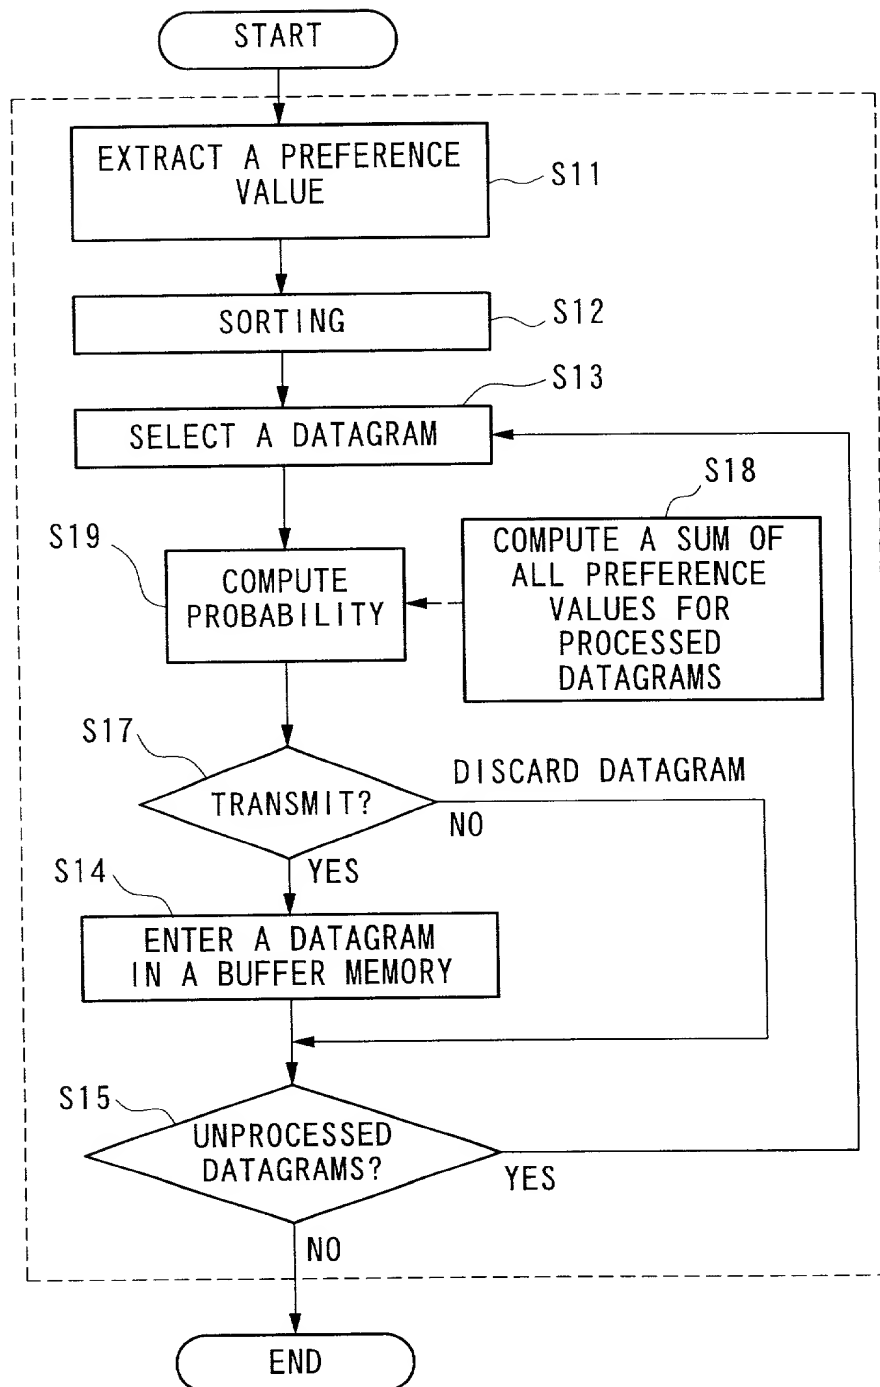 START
EXTRACT A PREFERENCE
VALUE
S11
SORTING
S12
S13
SELECT A DATAGRAM
S18
S19
COMPUTE
PROBABILITY
COMPUTE A SUM OF
ALL PREFERENCE
VALUES FOR
PROCESSED
DATAGRAMS
S17
TRANSMIT?
DISCARD DATAGRAM
NO
YES
S14
ENTER A DATAGRAM
IN A BUFFER MEMORY
S15
UNPROCESSED
DATAGRAMS?
YES
NO
END